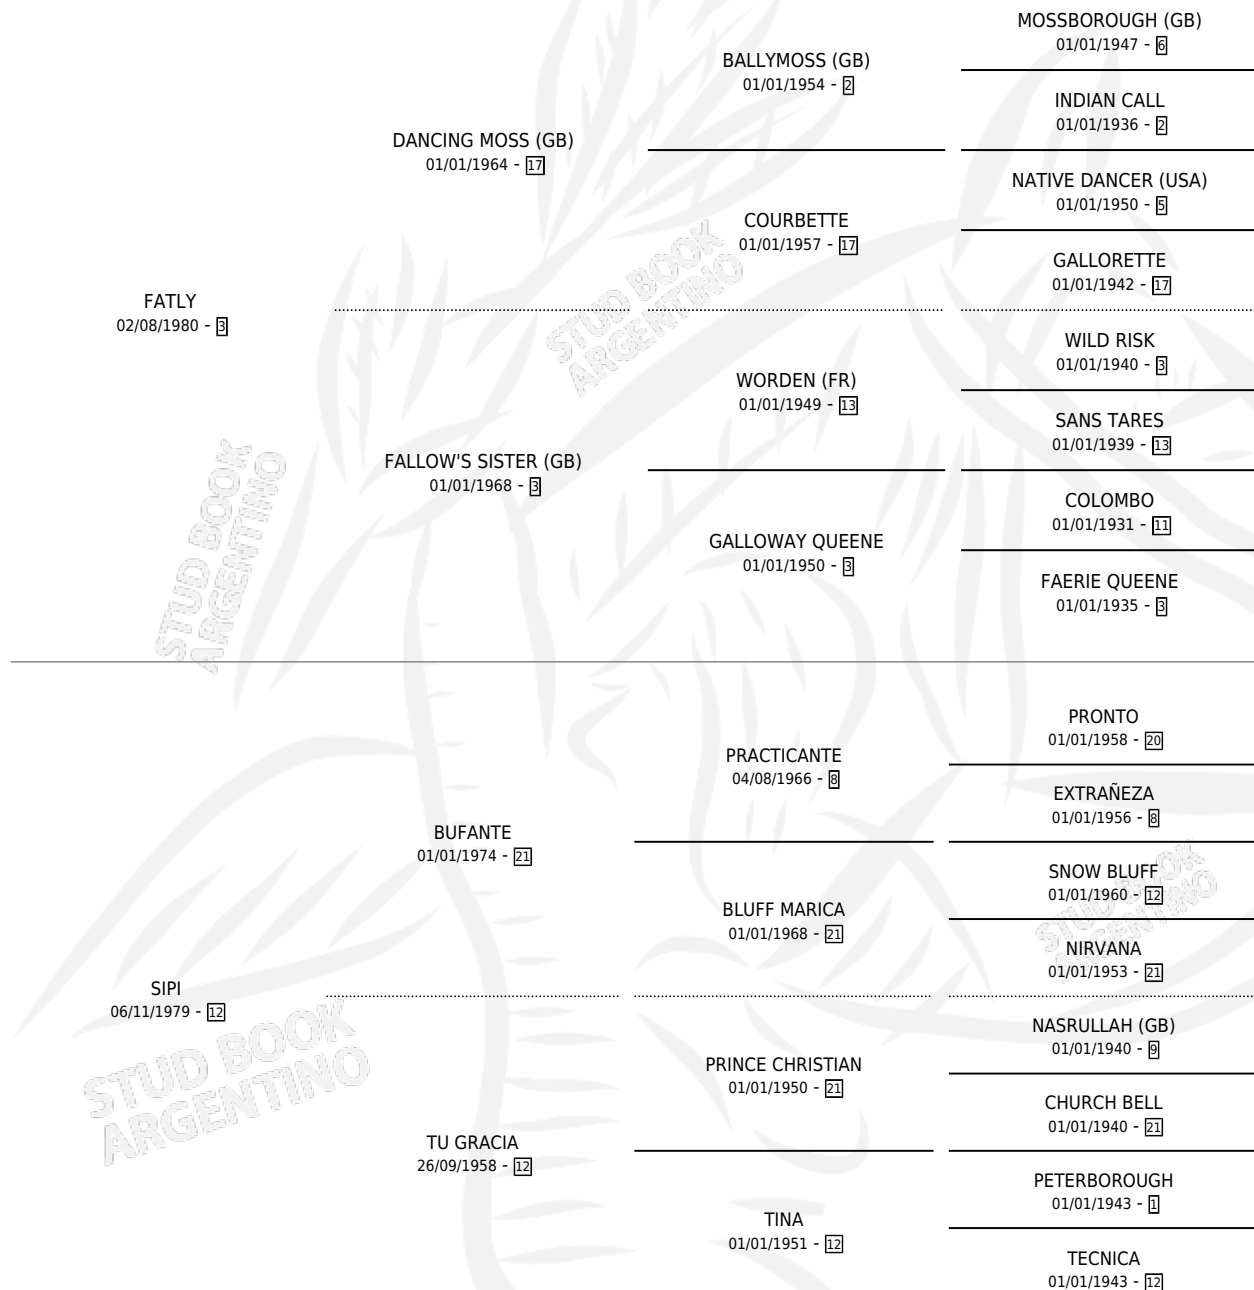 MOSSBOROUGH (GB)
01/01/1947 - 6
BALLYMOSS (GB)
01/01/1954 - 2
INDIAN CALL
01/01/1936 - 2
DANCING MOSS (GB)
01/01/1964 - 17
NATIVE DANCER (USA)
01/01/1950 - 5
COURBETTE
01/01/1957 - 17
GALLORETTE
01/01/1942 - 17
FATLY
02/08/1980 - 3
WILD RISK
01/01/1940 - 3
WORDEN (FR)
01/01/1949 - 13
SANS TARES
01/01/1939 - 13
FALLOW'S SISTER (GB)
01/01/1968 - 3
COLOMBO
01/01/1931 - 11
GALLOWAY QUEENE
01/01/1950 - 3
FAERIE QUEENE
01/01/1935 - 3
PRONTO
01/01/1958 - 20
PRACTICANTE
04/08/1966 - 8
EXTRAÑEZA
01/01/1956 - 8
BUFANTE
01/01/1974 - 21
SNOW BLUFF
01/01/1960 - 12
BLUFF MARICA
01/01/1968 - 21
NIRVANA
01/01/1953 - 21
SIPI
06/11/1979 - 12
NASRULLAH (GB)
01/01/1940 - 9
PRINCE CHRISTIAN
01/01/1950 - 21
CHURCH BELL
01/01/1940 - 21
TU GRACIA
26/09/1958 - 12
PETERBOROUGH
01/01/1943 - 1
TINA
01/01/1951 - 12
TECNICA
01/01/1943 - 12
STUD BOOK
ARGENTINO
STUD BOOK
ARGENTINO
STUD BOOK
ARGENTINO
STUD BOOK
ARGENTINO